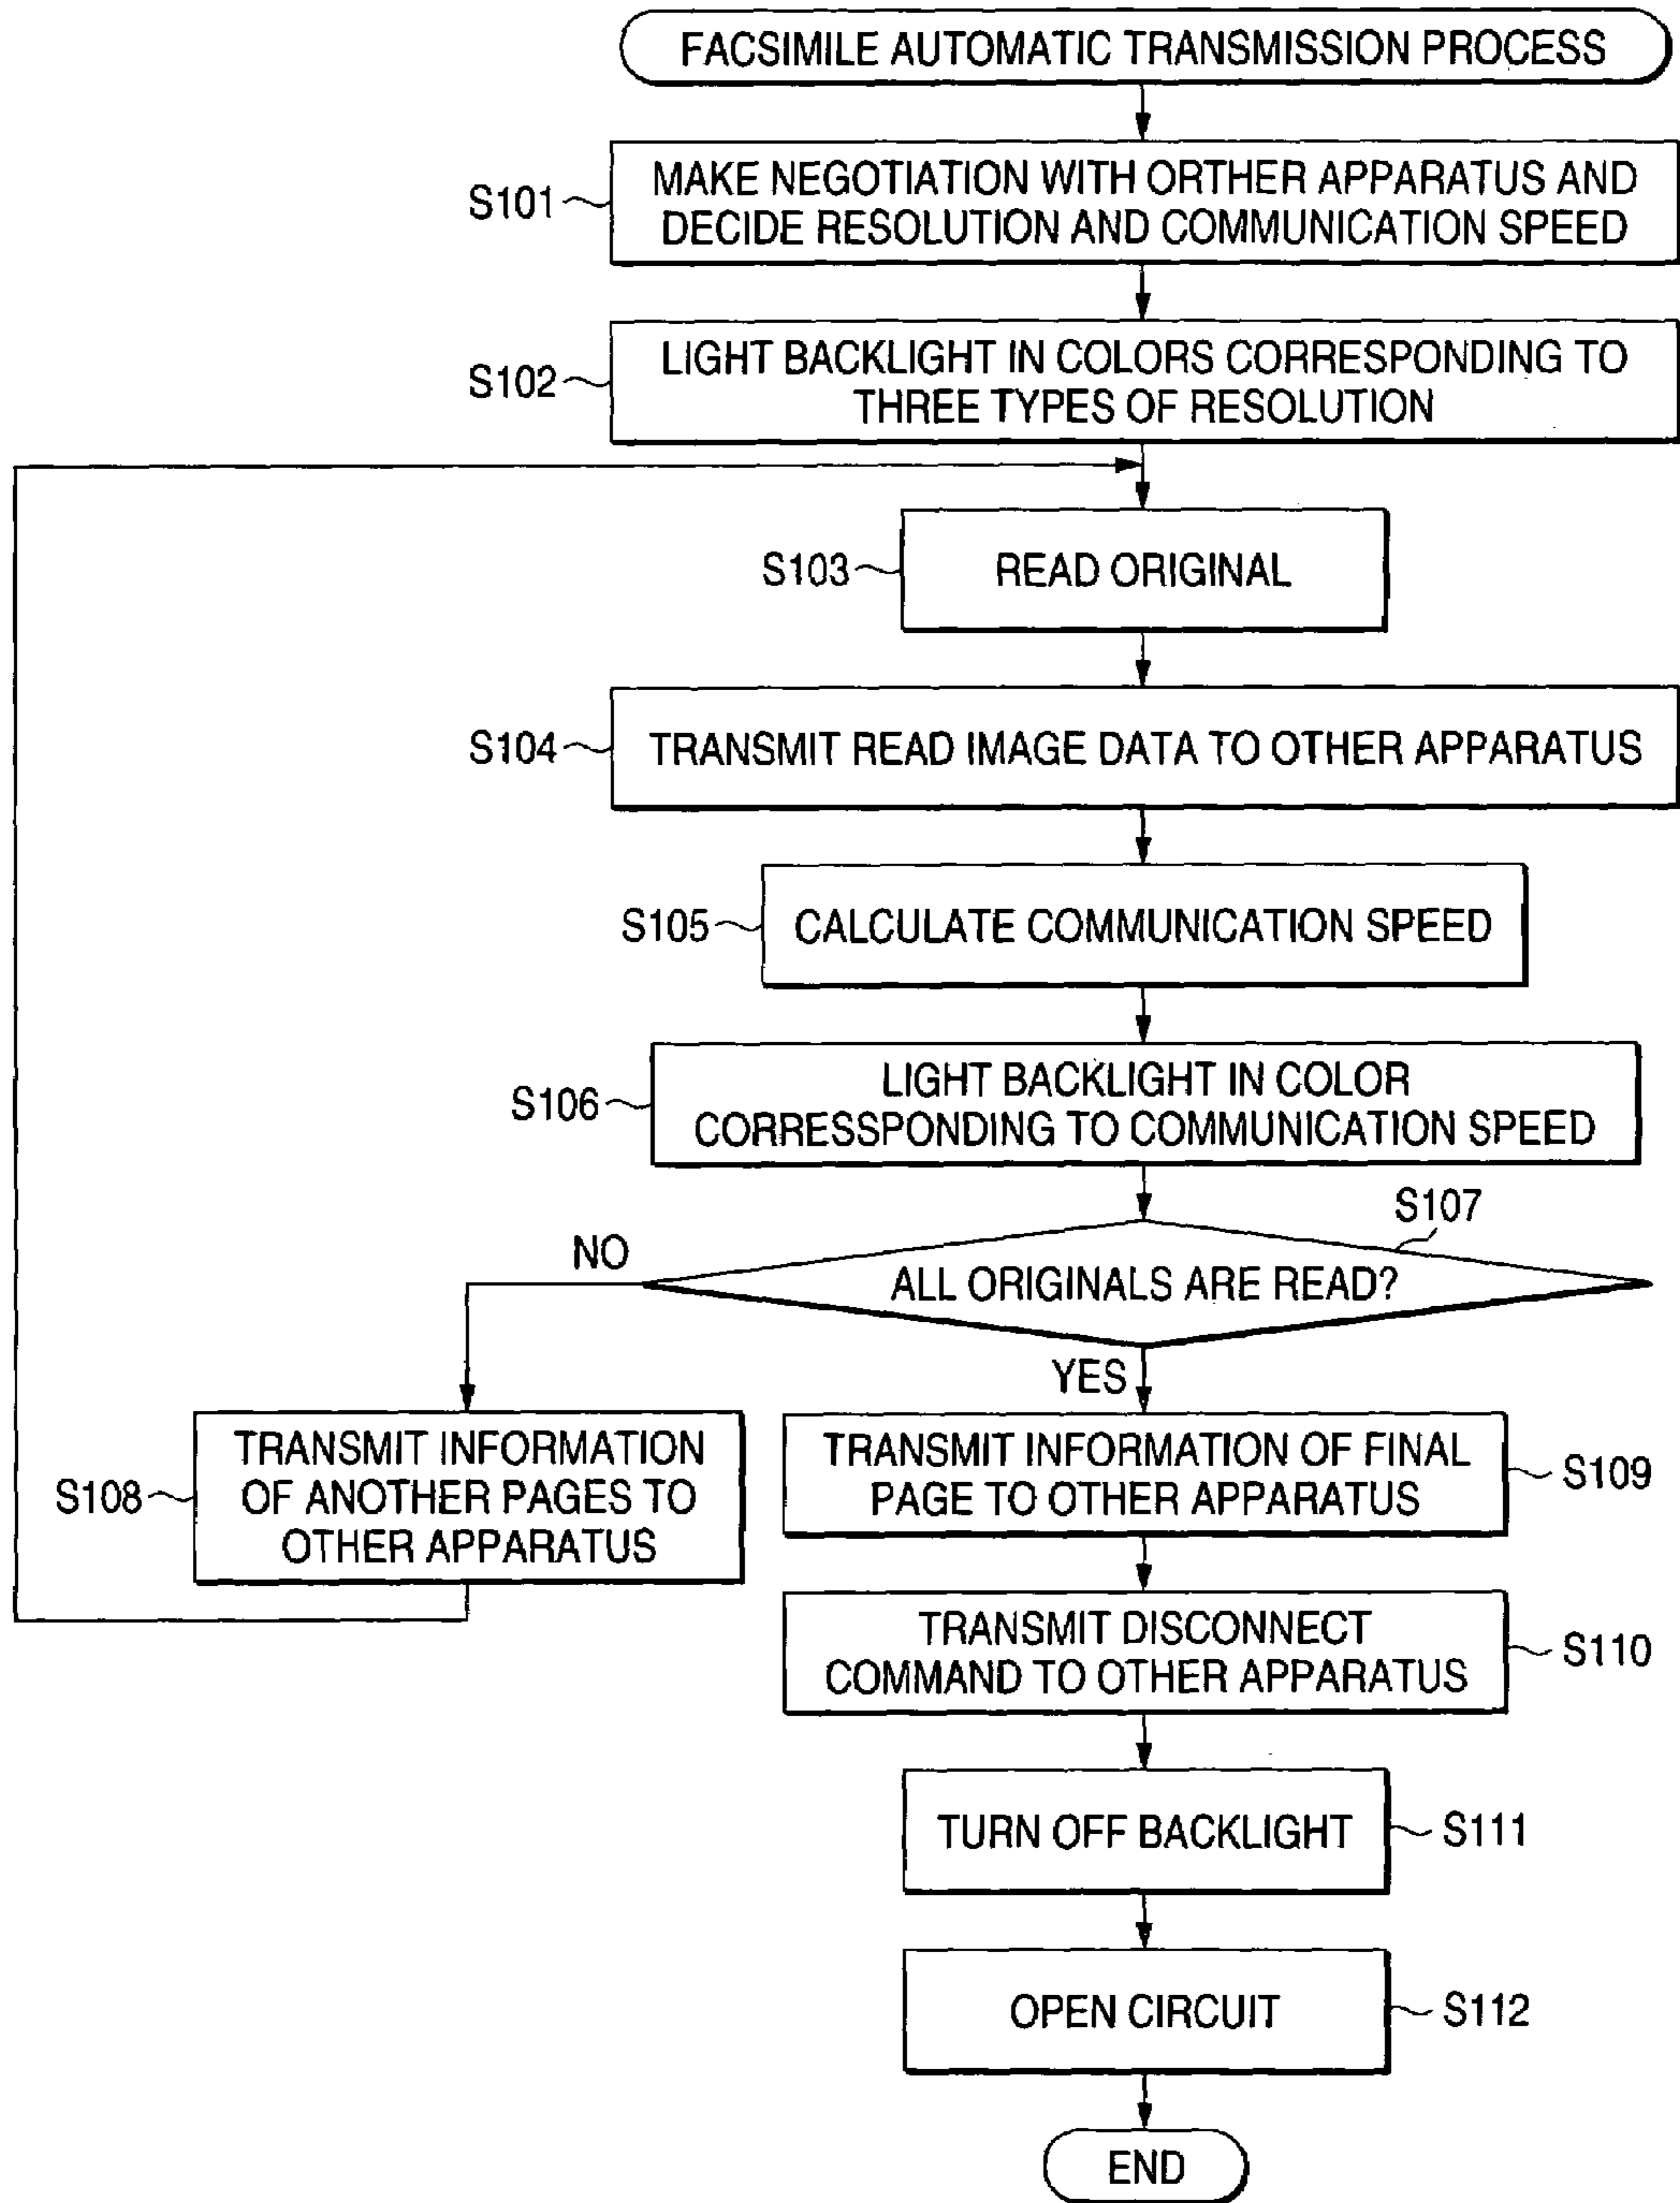 FACSIMILE AUTOMATIC TRANSMISSION PROCESS
S101
MAKE NEGOTIATION WITH ORTHER APPARATUS AND
DECIDE RESOLUTION AND COMMUNICATION SPEED
S102
LIGHT BACKLIGHT IN COLORS CORRESPONDING TO
THREE TYPES OF RESOLUTION
S103
READ ORIGINAL
S104
TRANSMIT READ IMAGE DATA TO OTHER APPARATUS
S105
CALCULATE COMMUNICATION SPEED
S106
LIGHT BACKLIGHT IN COLOR
CORRESSPONDING TO COMMUNICATION SPEED
S107
NO
ALL ORIGINALS ARE READ?
YES
S108
TRANSMIT INFORMATION
OF ANOTHER PAGES TO
OTHER APPARATUS
TRANSMIT INFORMATION OF FINAL
PAGE TO OTHER APPARATUS
S109
TRANSMIT DISCONNECT
COMMAND TO OTHER APPARATUS
S110
TURN OFF BACKLIGHT
S111
OPEN CIRCUIT
S112
END